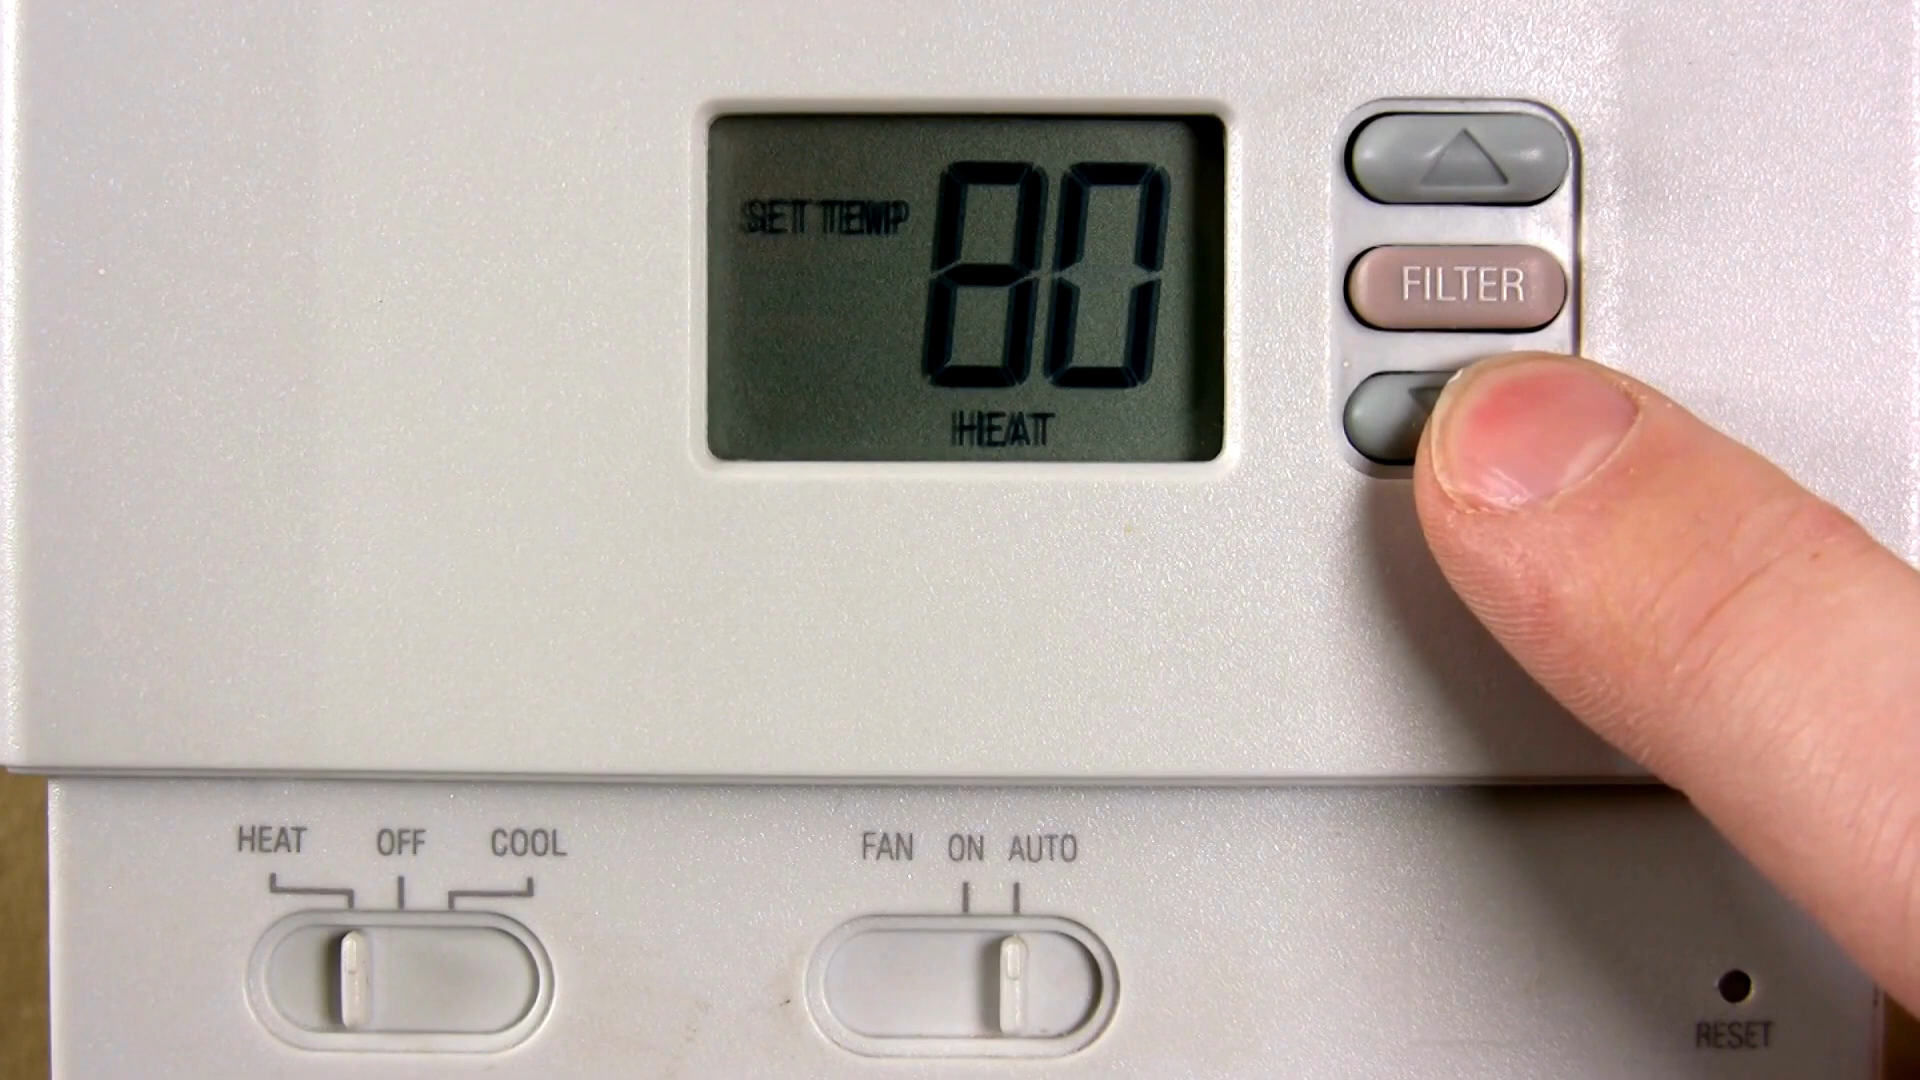 SET TEMP 80
HEAT
FILTER
HEAT OFF COOL
FAN ON AUTO
RESET